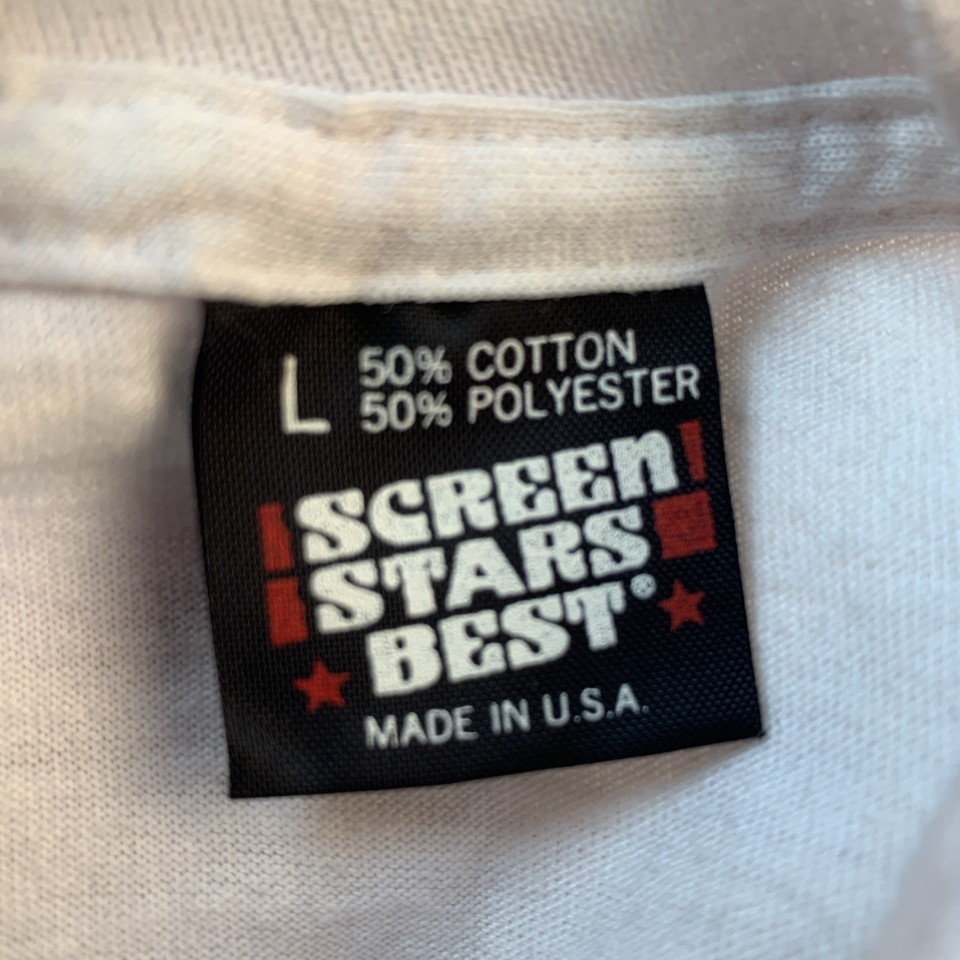 L 50% COTTON
50% POLYESTER
SCREEn
STARS
BEST®
MADE IN U.S.A.